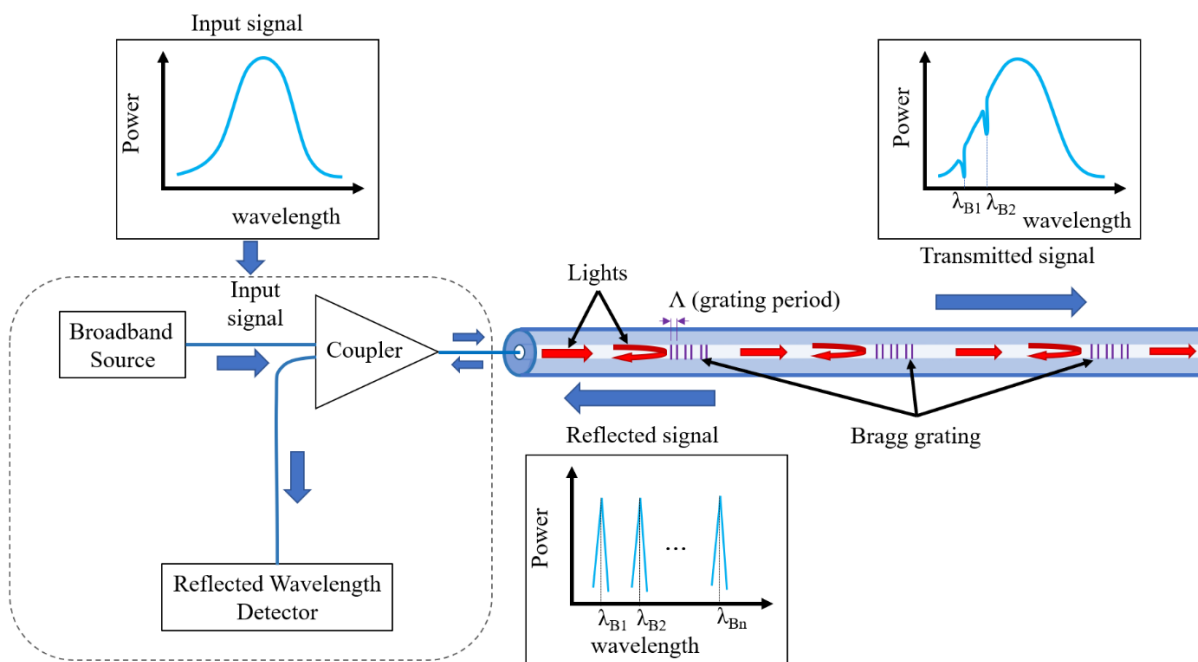 Input signal
Power
wavelength
Power
λB1 λB2
wavelength
Transmitted signal
Input
signal
Broadband
Source
Coupler
Lights
Λ (grating period)
Reflected signal
Bragg grating
Power
...
λB1 λB2 λBn
wavelength
Reflected Wavelength
Detector